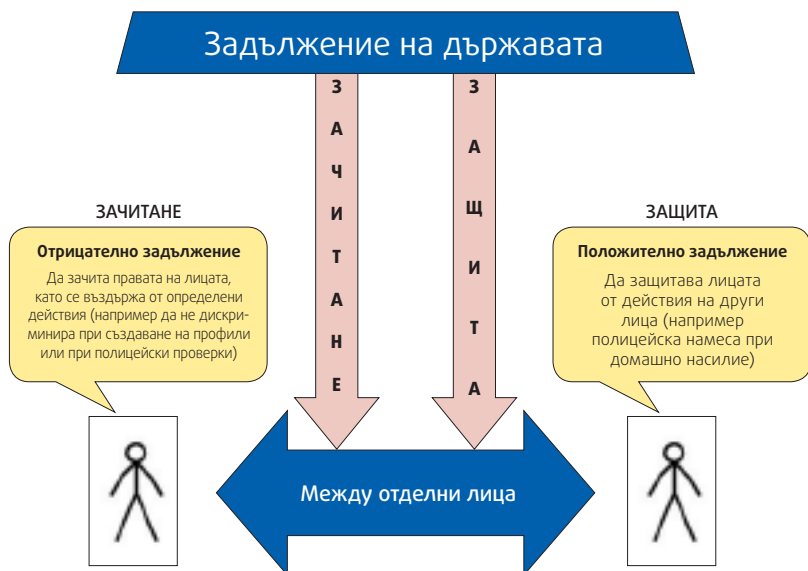 Задължение на държавата
ЗАЧИТАНЕ
ЗАЩИТА
ЗАЧИТАНЕ
Отрицателно задължение
Да зачита правата на лицата,
като се въздържа от определени
действия (например да не дискри-
минира при създаване на профили
или при полицейски проверки)
ЗАЩИТА
Положително задължение
Да защитава лицата
от действия на други
лица (например
полицейска намеса при
домашно насилие)
Между отделни лица